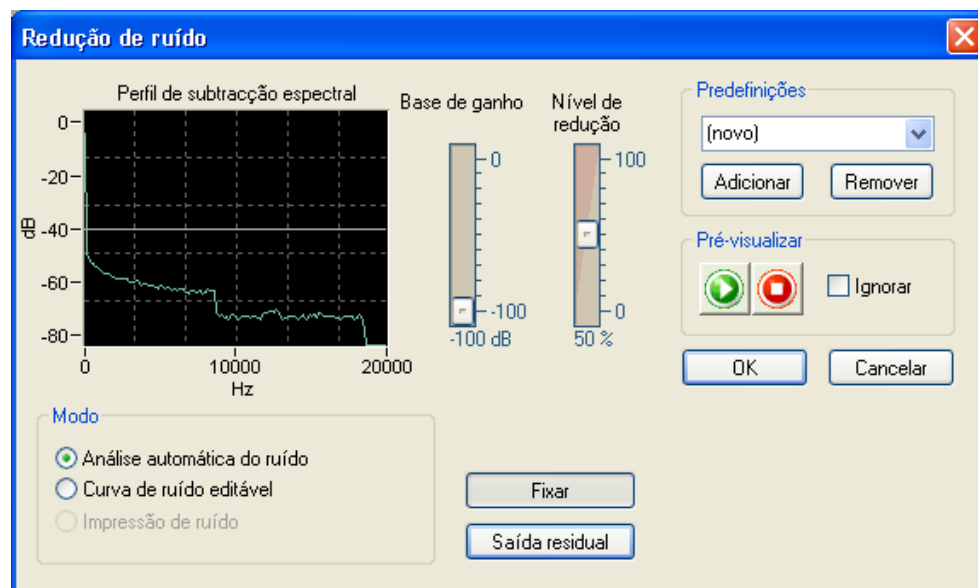 Redução de ruído
Perfil de subtracção espectral
dB
0
-20
-40
-60
-80
0
10000
20000
Hz
Base de ganho
0
-100
-100 dB
Nível de
redução
100
0
50 %
Predefinições
(novo)
Adicionar
Remover
Pré-visualizar
Ignorar
OK
Cancelar
Modo
Análise automática do ruído
Curva de ruído editável
Impressão de ruído
Fixar
Saída residual